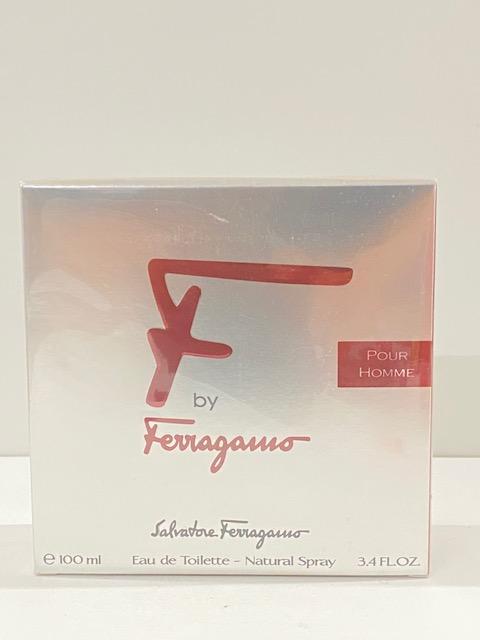 F
by
Ferragamo
POUR
HOMME
Salvatore Ferragamo
e 100 ml Eau de Toilette - Natural Spray 3.4 FL.OZ.